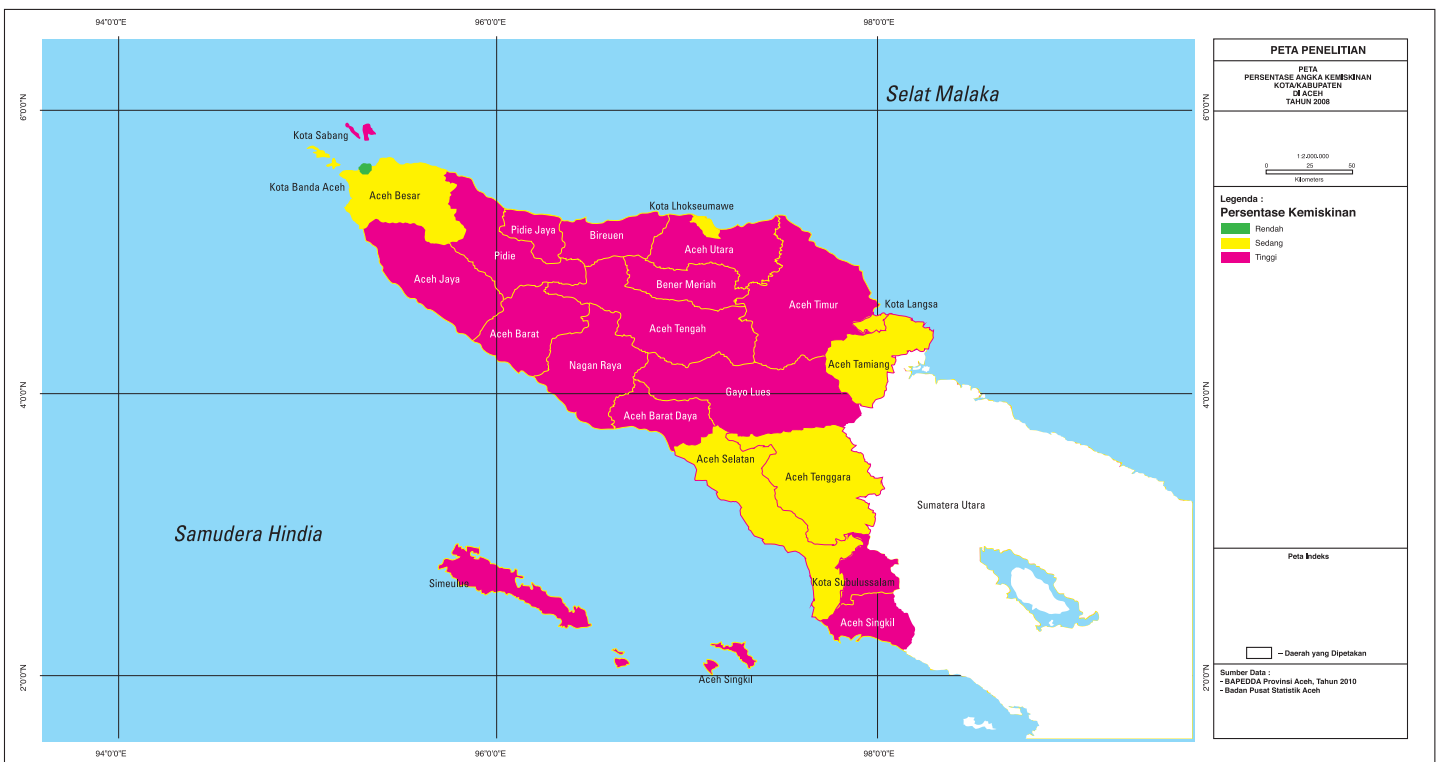 94°0'0"E
96°0'0"E
98°0'0"E
6°0'0"N
6°0'0"N
4°0'0"N
4°0'0"N
2°0'0"N
2°0'0"N
94°0'0"E
96°0'0"E
98°0'0"E
Selat Malaka
Kota Sabang
Kota Banda Aceh
Aceh Besar
Kota Lhokseumawe
Pidie Jaya
Bireuen
Aceh Utara
Pidie
Aceh Jaya
Bener Meriah
Aceh Timur
Kota Langsa
Aceh Barat
Aceh Tengah
Nagan Raya
Aceh Tamiang
Gayo Lues
Aceh Barat Daya
Aceh Selatan
Aceh Tenggara
Sumatera Utara
Samudera Hindia
Simeulue
Kota Subulussalam
Aceh Singkil
Aceh Singkil
PETA PENELITIAN
PETA
PERSENTASE ANGKA KEMISKINAN
KOTA/KABUPATEN
DI ACEH
TAHUN 2008
1:2.000.000
0 25 50
Kilometers
Legenda :
Persentase Kemiskinan
Rendah
Sedang
Tinggi
Peta Indeks
= Daerah yang Dipetakan
Sumber Data :
- BAPEDDA Provinsi Aceh, Tahun 2010
- Badan Pusat Statistik Aceh